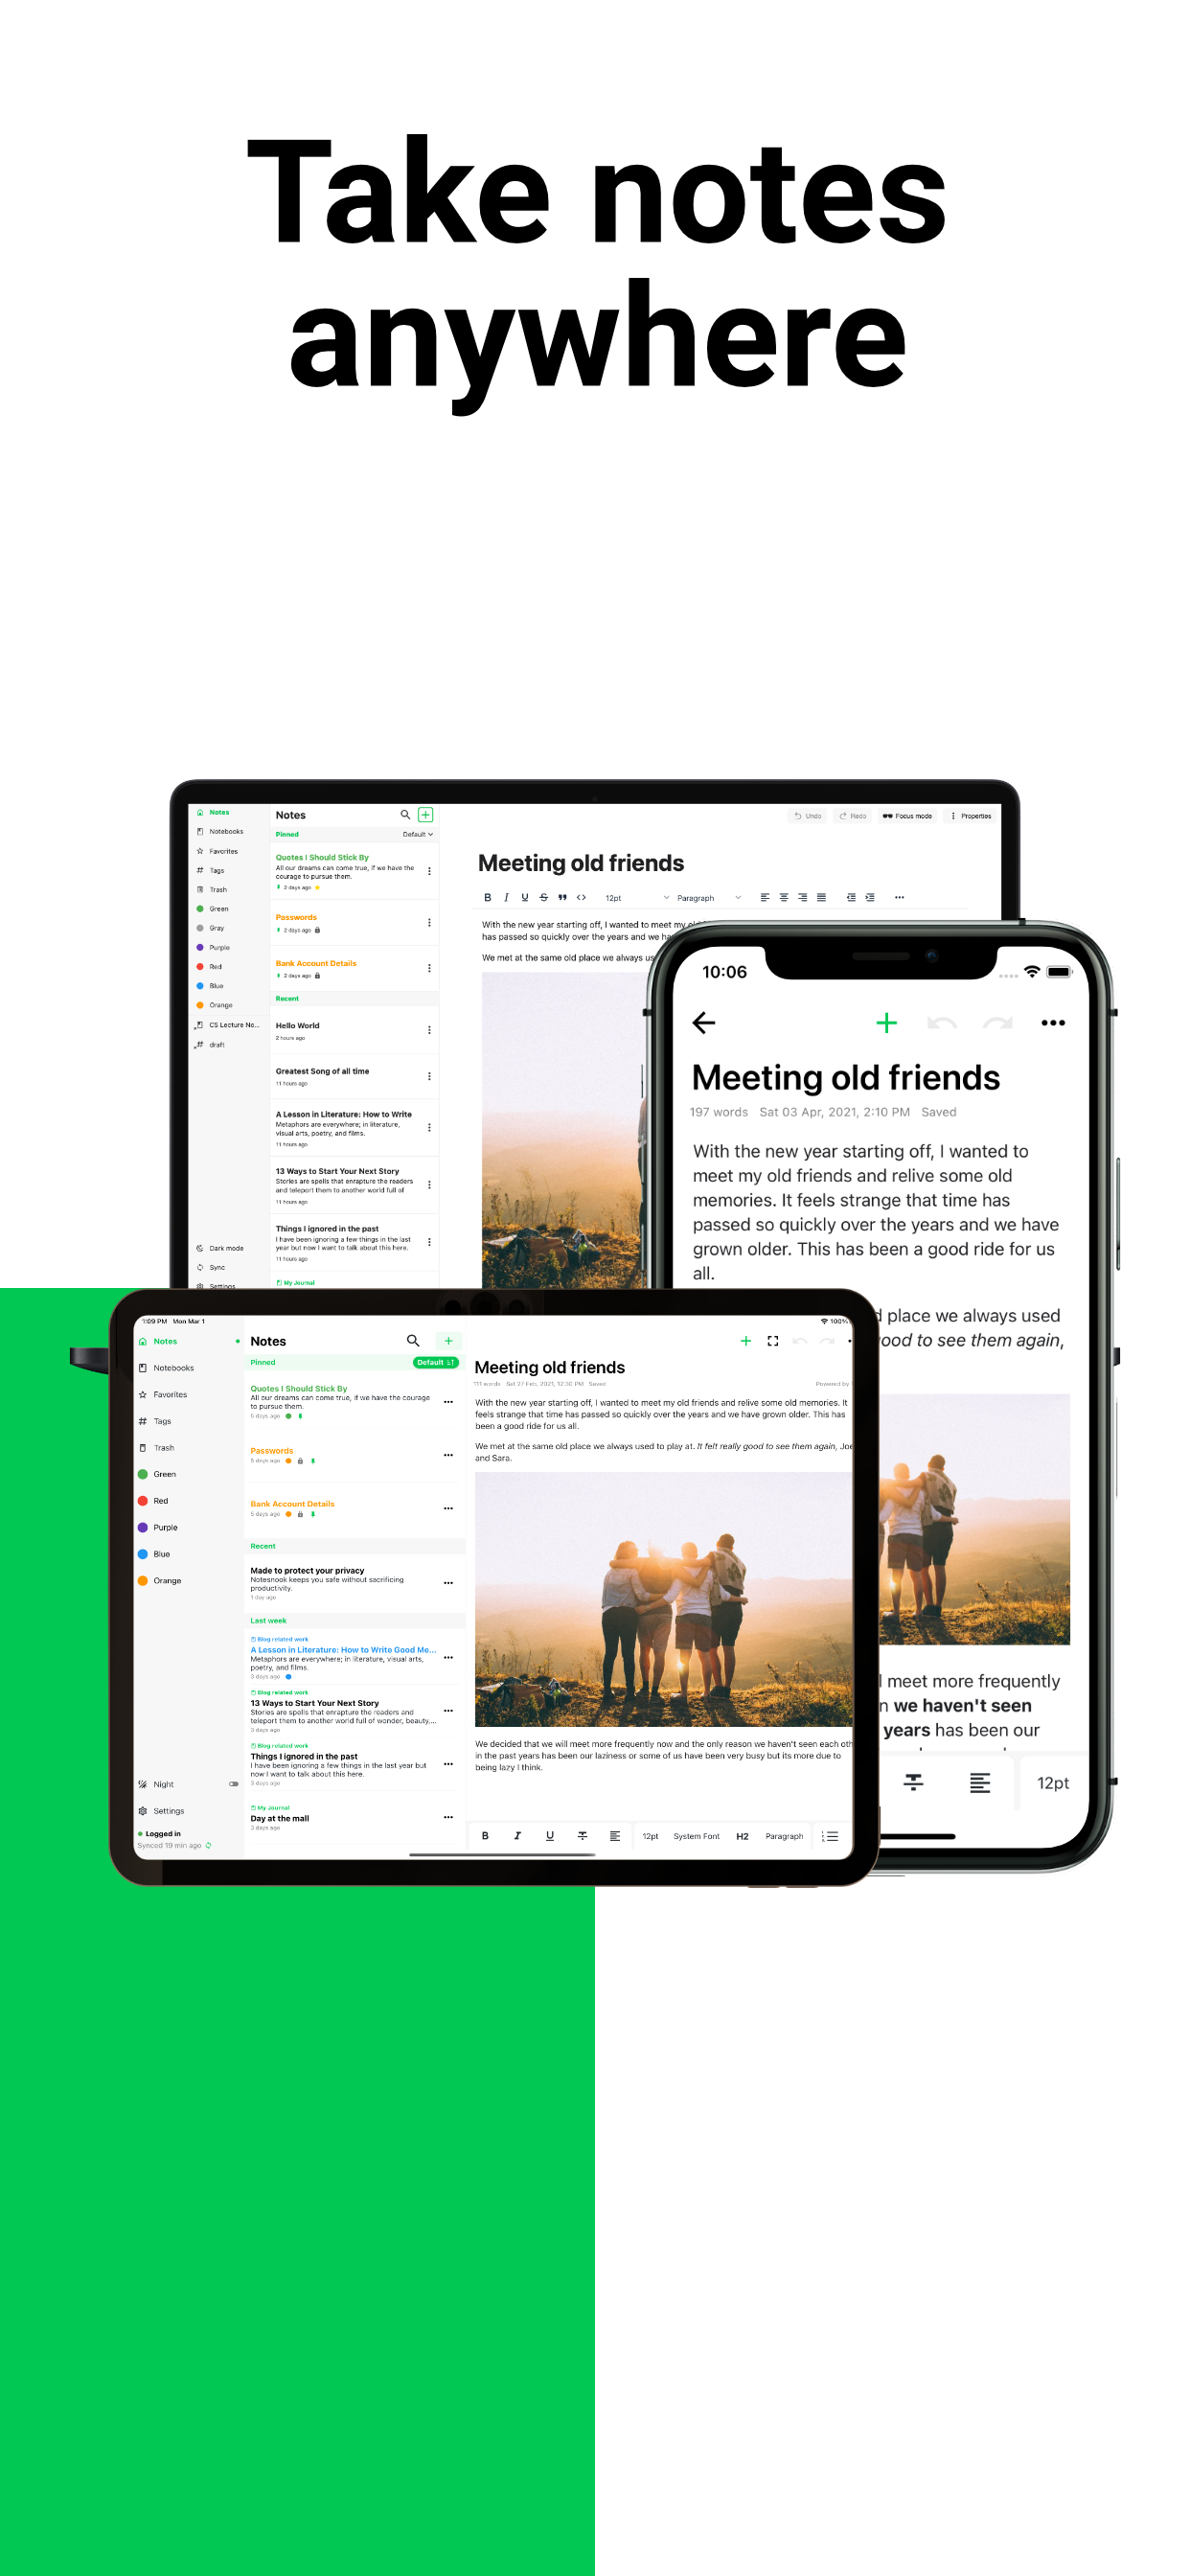 Take notes
anywhere
Notes
Notebooks
Favorites
Tags
Trash
Green
Gray
Purple
Red
Blue
Orange
CS Lecture No...
draft
Dark mode
Sync
Settings
Notes
Pinned
Default
Quotes I Should Stick By
All our dreams can come true, if we have the
courage to pursue them.
2 days ago
Passwords
2 days ago
Bank Account Details
2 days ago
Recent
Hello World
2 hours ago
Greatest Song of all time
11 hours ago
A Lesson in Literature: How to Write
Metaphors are everywhere; in literature,
visual arts, poetry, and films.
11 hours ago
13 Ways to Start Your Next Story
Stories are spells that enrapture the readers
and teleport them to another world full of
11 hours ago
Things I ignored in the past
I have been ignoring a few things in the last
year but now I want to talk about this here.
11 hours ago
My Journal
Undo
Redo
Focus mode
Properties
Meeting old friends
B I U S
12pt
Paragraph
With the new year starting off, I wanted to meet my
has passed so quickly over the years and we
We met at the same old place we always
10:06
Meeting old friends
197 words Sat 03 Apr, 2021, 2:10 PM Saved
With the new year starting off, I wanted to
meet my old friends and relive some old
memories. It feels strange that time has
passed so quickly over the years and we have
grown older. This has been a good ride for us
all.
place we always used
to see them again,
meet more frequently
we haven't seen
years has been our
12pt
1:09 PM Mon Mar 1
100%
Notes
Notebooks
Favorites
Tags
Trash
Green
Red
Purple
Blue
Orange
Night
Settings
Logged in
Synced 19 min ago
Notes
Pinned
Default
Quotes I Should Stick By
All our dreams can come true, if we have the courage
to pursue them.
5 days ago
Passwords
5 days ago
Bank Account Details
5 days ago
Recent
Made to protect your privacy
Notesnook keeps you safe without sacrificing
productivity.
1 day ago
Last week
Blog related work
A Lesson in Literature: How to Write Good Me...
Metaphors are everywhere; in literature, visual arts,
poetry, and films.
3 days ago
Blog related work
13 Ways to Start Your Next Story
Stories are spells that enrapture the readers and
teleport them to another world full of wonder, beauty,...
3 days ago
Blog related work
Things I ignored in the past
I have been ignoring a few things in the last year but
now I want to talk about this here.
3 days ago
My Journal
Day at the mall
3 days ago
Meeting old friends
111 words Sat 27 Feb, 2021, 12:30 PM Saved
Powered by
With the new year starting off, I wanted to meet my old friends and relive some old memories. It
feels strange that time has passed so quickly over the years and we have grown older. This has
been a good ride for us all.
We met at the same old place we always used to play at. It felt really good to see them again, Joe
and Sara.
We decided that we will meet more frequently now and the only reason we haven't seen each oth
in the past years has been our laziness or some of us have been very busy but its more due to
being lazy I think.
B I U
12pt
System Font
H2
Paragraph